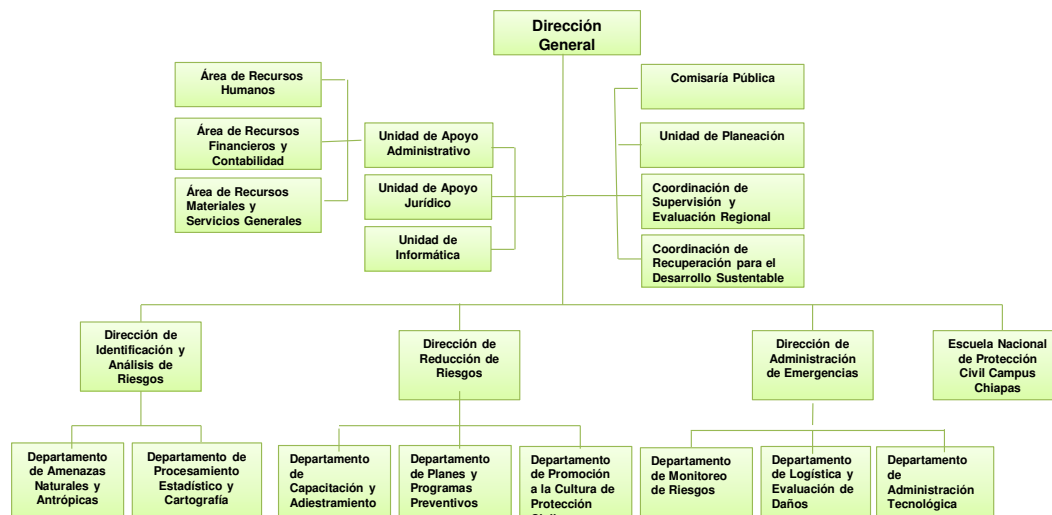 Dirección
General
Área de Recursos
Humanos
Área de Recursos
Financieros y
Contabilidad
Área de Recursos
Materiales y
Servicios Generales
Unidad de Apoyo
Administrativo
Unidad de Apoyo
Jurídico
Unidad de
Informática
Comisaría Pública
Unidad de Planeación
Coordinación de
Supervisión y
Evaluación Regional
Coordinación de
Recuperación para el
Desarrollo Sustentable
Dirección de
Identificación y
Análisis de
Riesgos
Dirección de
Reducción de
Riesgos
Dirección de
Administración
de Emergencias
Escuela Nacional
de Protección
Civil Campus
Chiapas
Departamento
de Amenazas
Naturales y
Antrópicas
Departamento de
Procesamiento
Estadístico y
Cartografía
Departamento
de
Capacitación y
Adiestramiento
Departamento
de Planes y
Programas
Preventivos
Departamento
de Promoción
a la Cultura de
Protección
Departamento
de Monitoreo
de Riesgos
Departamento
de Logística y
Evaluación de
Daños
Departamento
de
Administración
Tecnológica